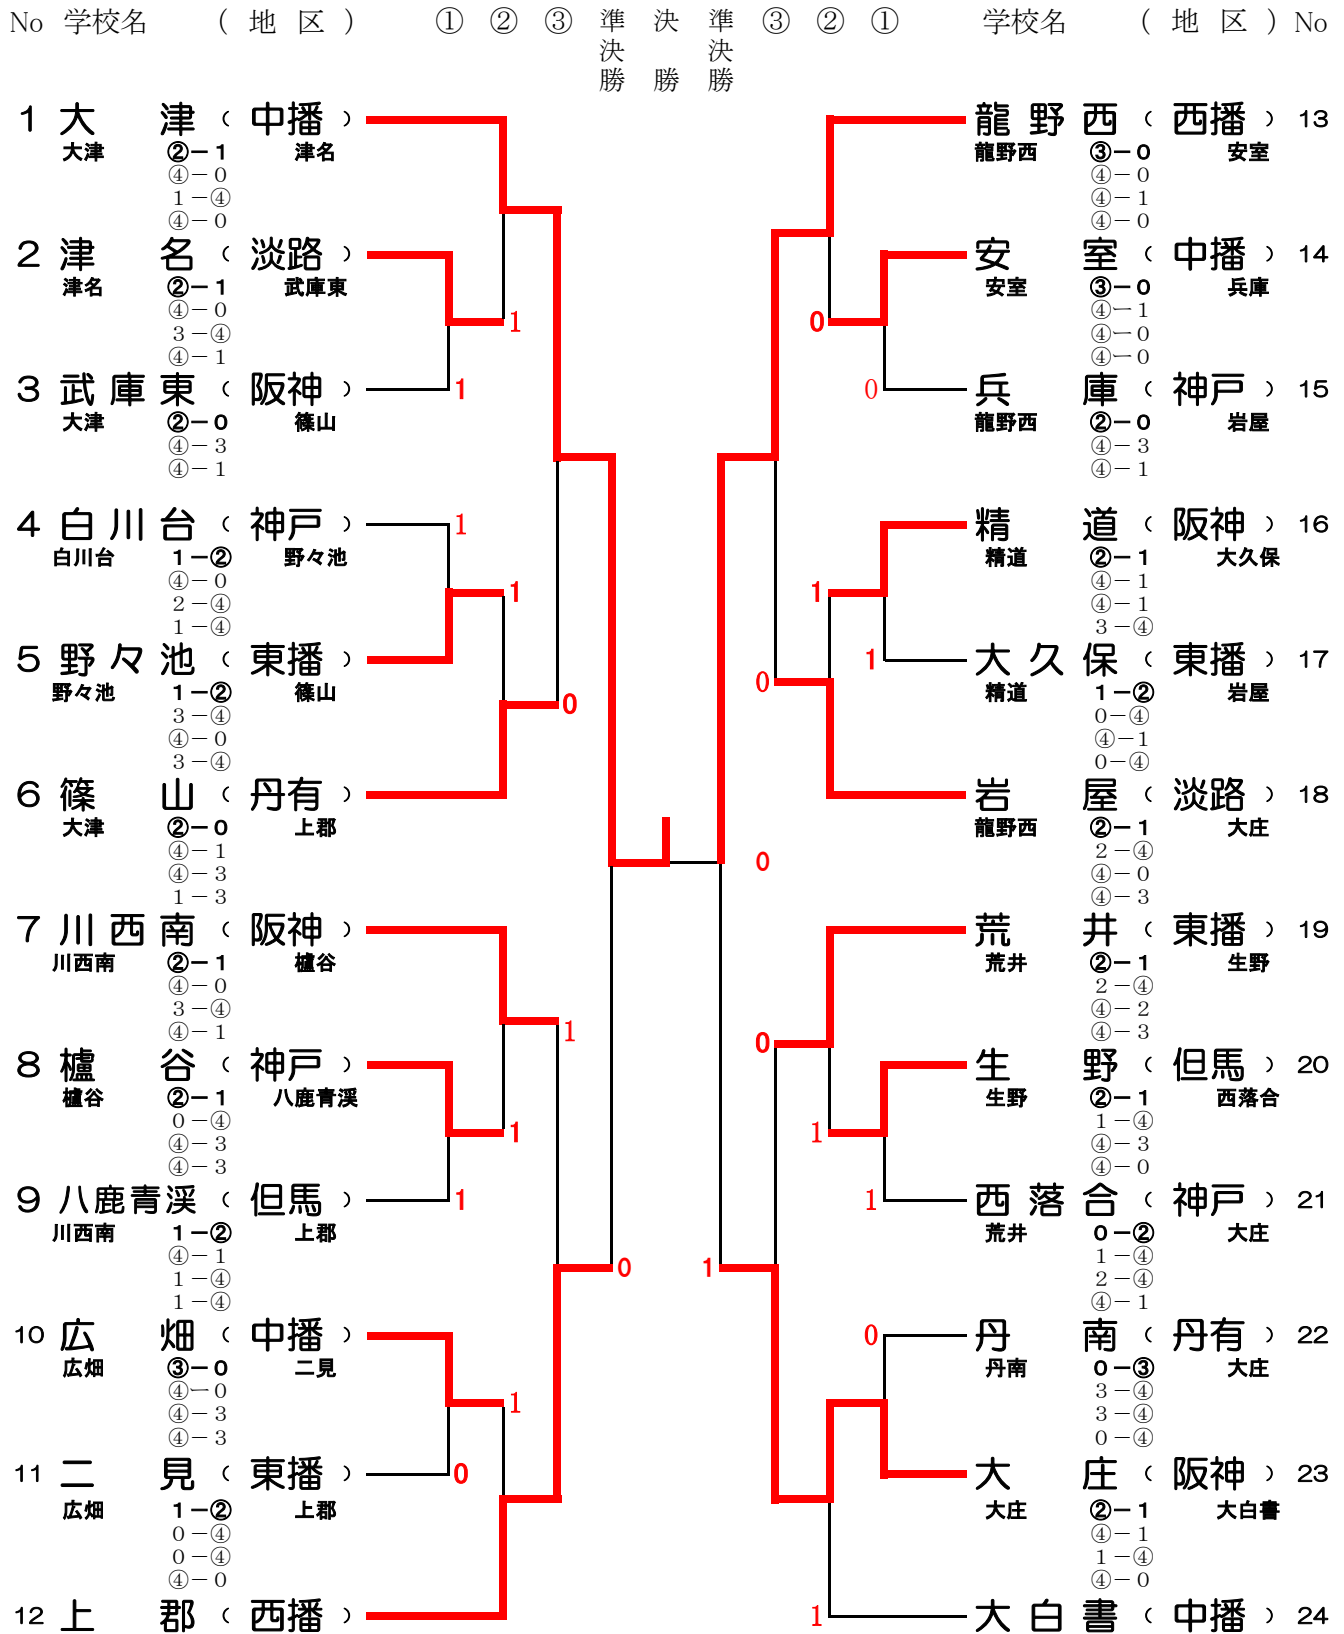 No 学校名 ( 地 区 ) ① ② ③ 準決勝 決勝 準決勝 ③ ② ① 学校名 ( 地 区 ) No
1 大津 ( 中播 )
大津 ②－1 津名
④－0
1－④
④－0
2 津名 ( 淡路 )
津名 ②－1 武庫東
④－0
3－④
④－1
1
3 武庫東 ( 阪神 ) 1
大津 ②－0 篠山
④－3
④－1
4 白川台 ( 神戸 ) 1
白川台 1－② 野々池
④－0
2－④
1－④
1
5 野々池 ( 東播 )
野々池 1－② 篠山
3－④
④－0
3－④
0
6 篠山 ( 丹有 )
大津 ②－0 上郡
④－1
④－3
1－3
7 川西南 ( 阪神 )
川西南 ②－1 櫨谷
④－0
3－④
④－1
1
8 櫨谷 ( 神戸 )
櫨谷 ②－1 八鹿青渓
0－④
④－3
④－3
1
9 八鹿青渓 ( 但馬 ) 1
川西南 1－② 上郡
④－1
1－④
1－④
0
10 広畑 ( 中播 )
広畑 ③－0 二見
④－0
④－3
④－3
1
11 二見 ( 東播 ) 0
広畑 1－② 上郡
0－④
0－④
④－0
12 上郡 ( 西播 )
龍野西 ( 西播 ) 13
龍野西 ③－0 安室
④－0
④－1
④－0
安室 ( 中播 ) 14
安室 ③－0 兵庫
④－1
④－0
④－0
0
0 兵庫 ( 神戸 ) 15
龍野西 ②－0 岩屋
④－3
④－1
精道 ( 阪神 ) 16
精道 ②－1 大久保
④－1
④－1
3－④
1
1 大久保 ( 東播 ) 17
精道 1－② 岩屋
0－④
④－1
0－④
0
岩屋 ( 淡路 ) 18
龍野西 ②－1 大庄
2－④
④－0
④－3
0
荒井 ( 東播 ) 19
荒井 ②－1 生野
2－④
④－2
④－3
0
生野 ( 但馬 ) 20
生野 ②－1 西落合
1－④
④－3
④－0
1
1 西落合 ( 神戸 ) 21
荒井 0－② 大庄
1－④
2－④
④－1
1
0 丹南 ( 丹有 ) 22
丹南 0－③ 大庄
3－④
3－④
0－④
大庄 ( 阪神 ) 23
大庄 ②－1 大白書
④－1
1－④
④－0
1 大白書 ( 中播 ) 24